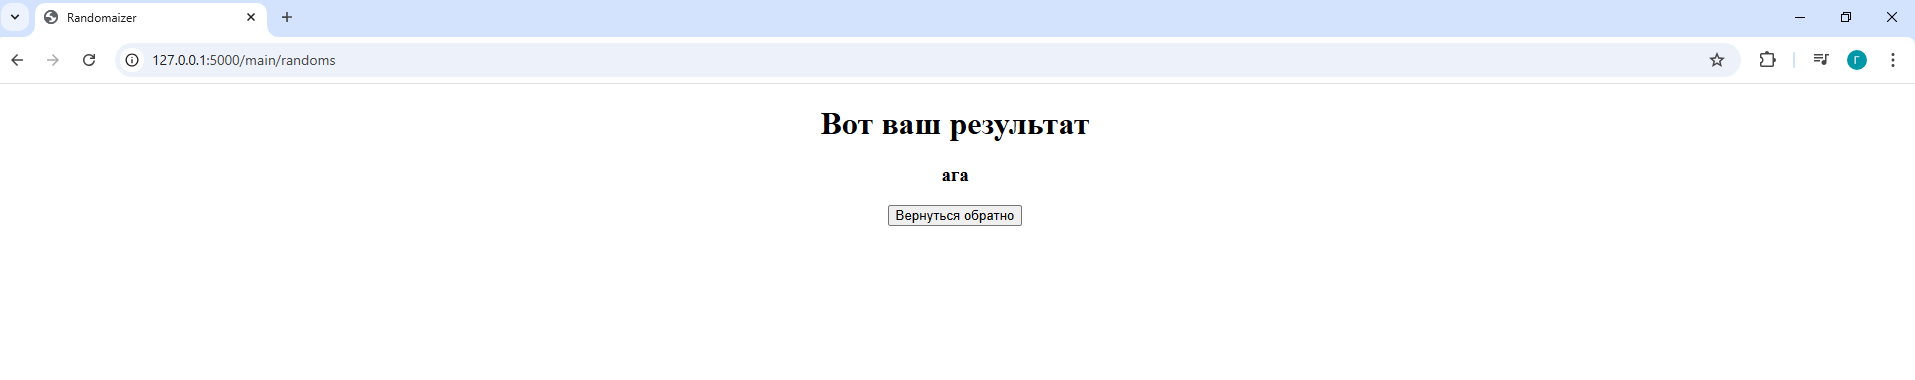 Randomaizer
127.0.0.1:5000/main/randoms
Г
Вот ваш результат
ага
Вернуться обратно